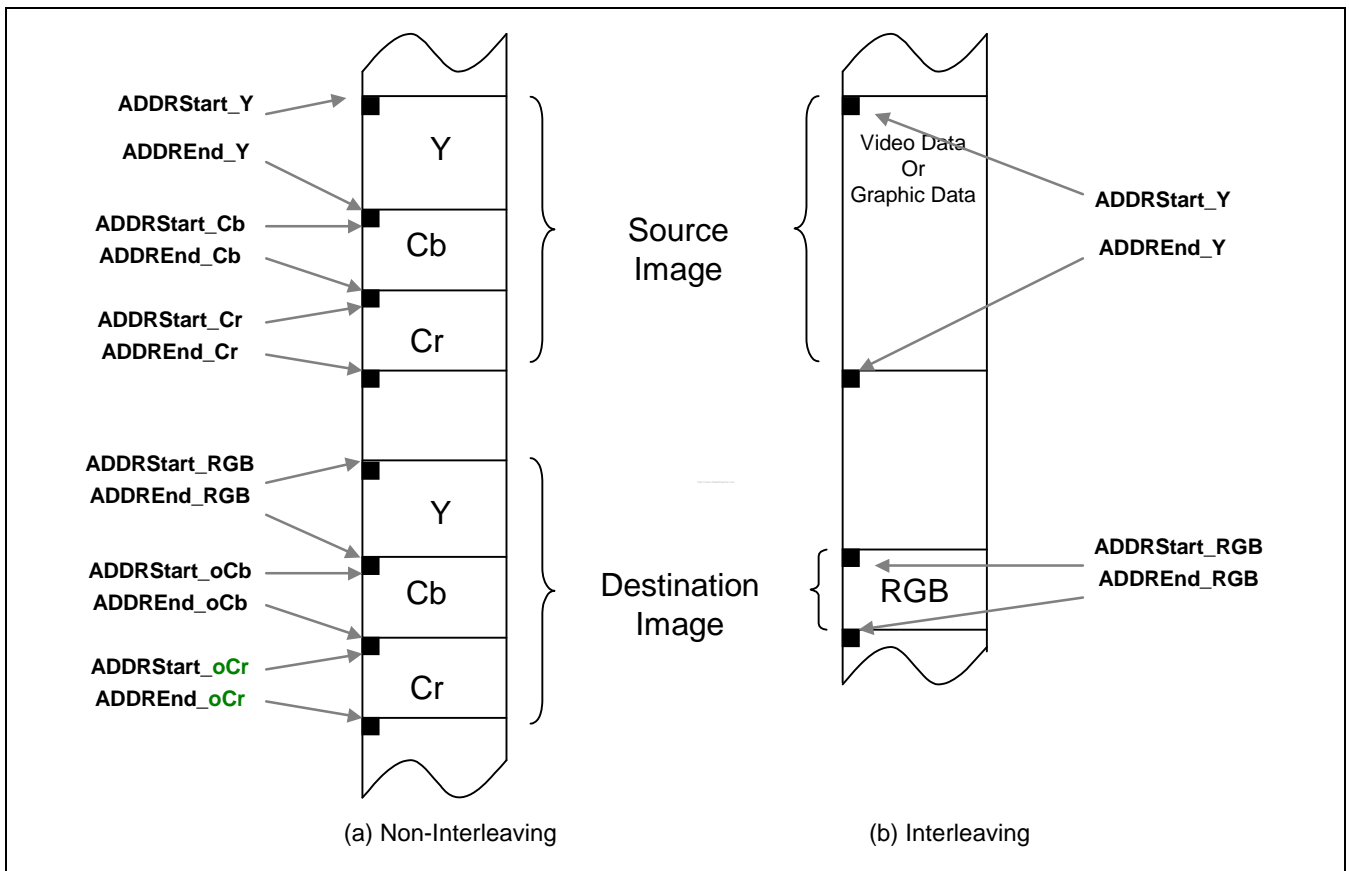 ADDRStart_Y
ADDREnd_Y
ADDRStart_Cb
ADDREnd_Cb
ADDRStart_Cr
ADDREnd_Cr
ADDRStart_RGB
ADDREnd_RGB
ADDRStart_oCb
ADDREnd_oCb
ADDRStart_oCr
ADDREnd_oCr
Y
Cb
Cr
Y
Cb
Cr
Source
Image
Destination
Image
Video Data
Or
Graphic Data
RGB
ADDRStart_Y
ADDREnd_Y
ADDRStart_RGB
ADDREnd_RGB
(a) Non-Interleaving
(b) Interleaving